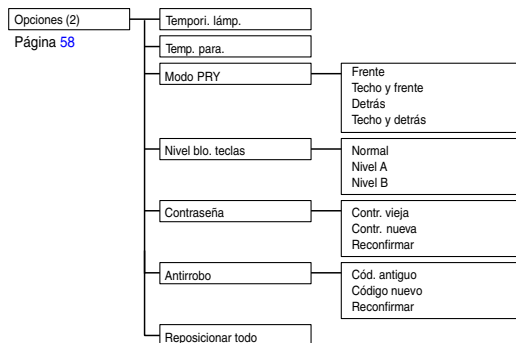 Opciones (2)
Página 58
Tempori. lámp.
Temp. para.
Modo PRY
Frente
Techo y frente
Detrás
Techo y detrás
Nivel blo. teclas
Normal
Nivel A
Nivel B
Contraseña
Contr. vieja
Contr. nueva
Reconfirmar
Antirrobo
Cód. antiguo
Código nuevo
Reconfirmar
Reposicionar todo